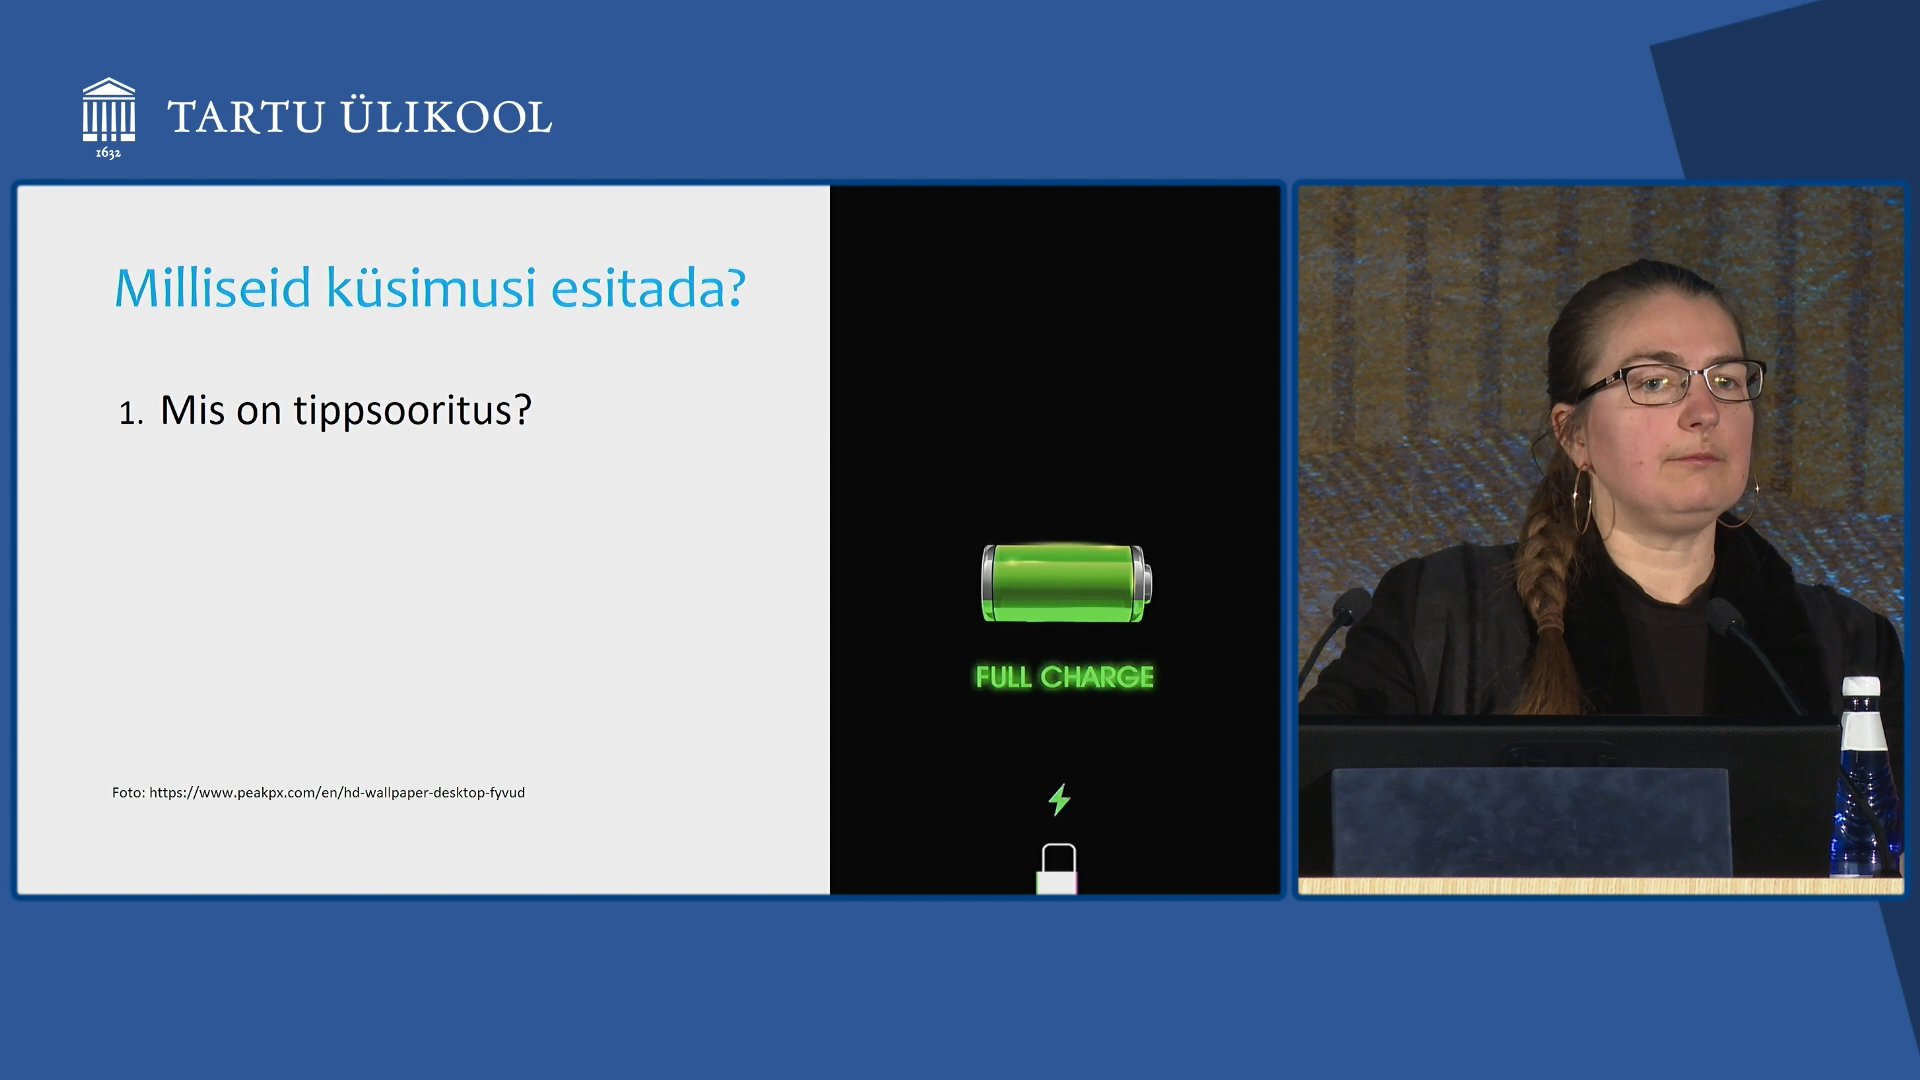 TARTU ÜLIKOOL
1632
Milliseid küsimusi esitada?
1. Mis on tippsooritus?
Foto: https://www.peakpx.com/en/hd-wallpaper-desktop-fyvud
FULL CHARGE